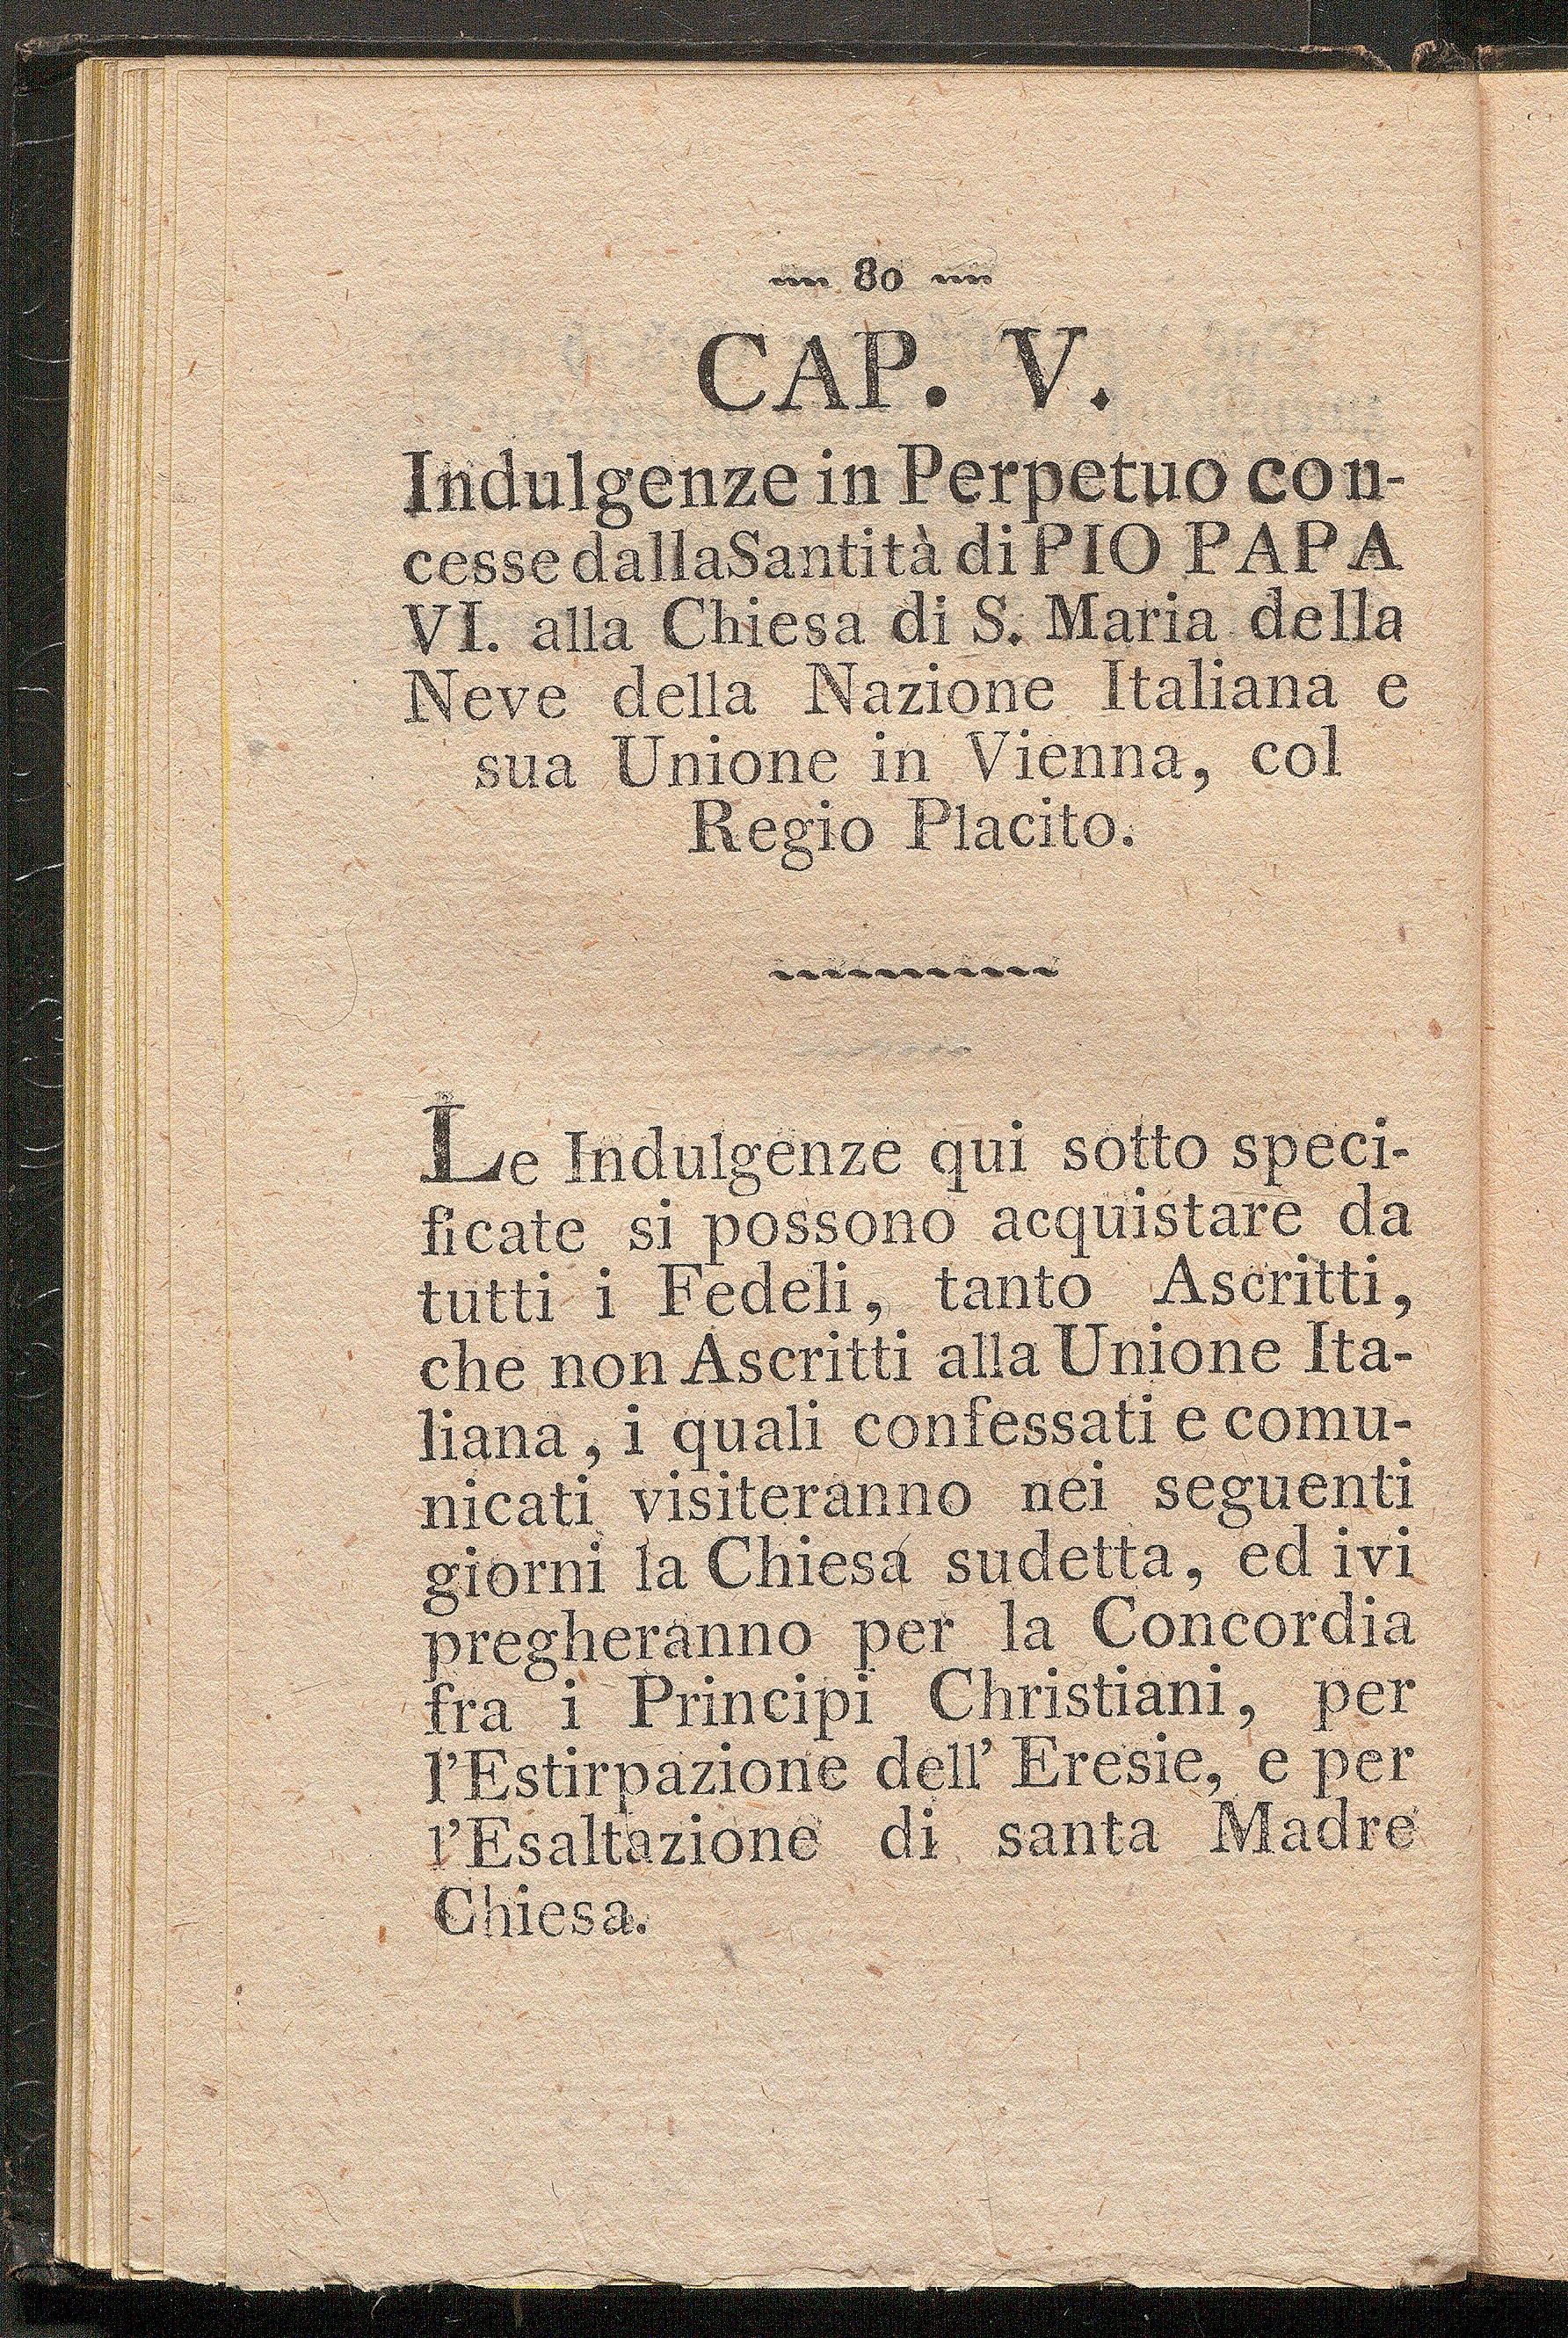 80
CAP. V.
Indulgenze in Perpetuo con-
cesse dalla Santità di PIO PAPA
VI. alla Chiesa di S. Maria della
Neve della Nazione Italiana e
sua Unione in Vienna, col
Regio Placito.
Le Indulgenze qui sotto speci-
ficate si possono acquistare da
tutti i Fedeli, tanto Ascritti,
che non Ascritti alla Unione Ita-
liana, i quali confessati e comu-
nicati visiteranno nei seguenti
giorni la Chiesa sudetta, ed ivi
pregheranno per la Concordia
fra i Principi Christiani, per
l'Estirpazione dell' Eresie, e per
l'Esaltazione di santa Madre
Chiesa.